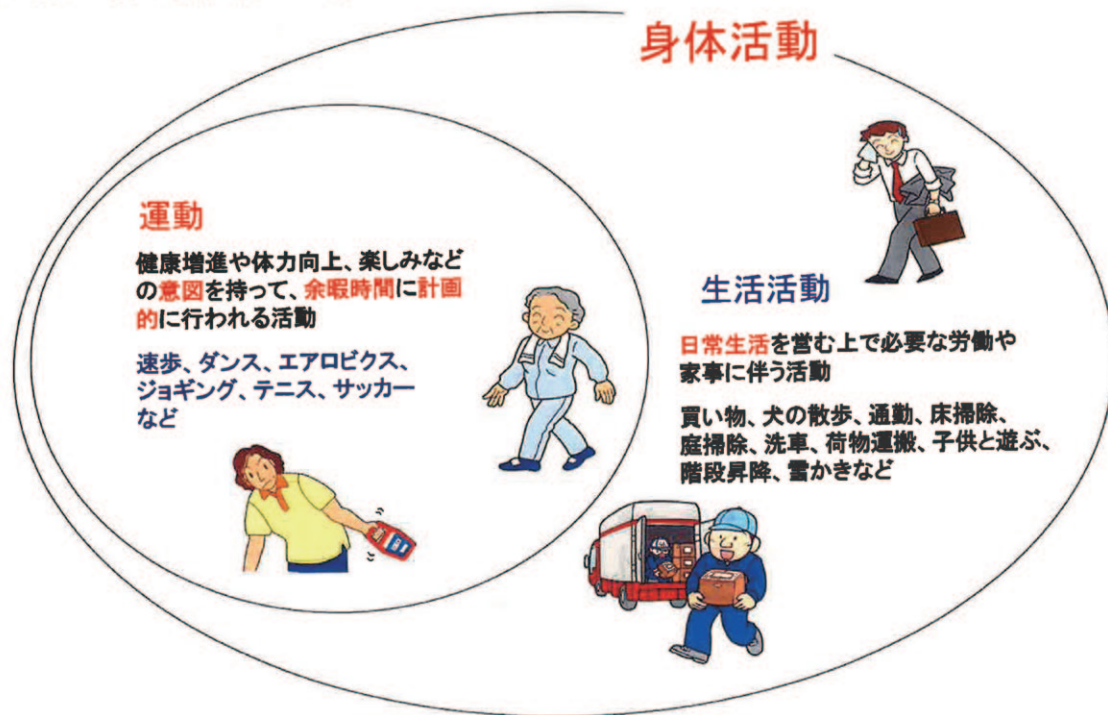 身体活動
運動
健康増進や体力向上、楽しみなど
の意図を持って、余暇時間に計画
的に行われる活動
速歩、ダンス、エアロビクス、
ジョギング、テニス、サッカー
など
生活活動
日常生活を営む上で必要な労働や
家事に伴う活動
買い物、犬の散歩、通勤、床掃除、
庭掃除、洗車、荷物運搬、子供と遊ぶ、
階段昇降、雪かきなど